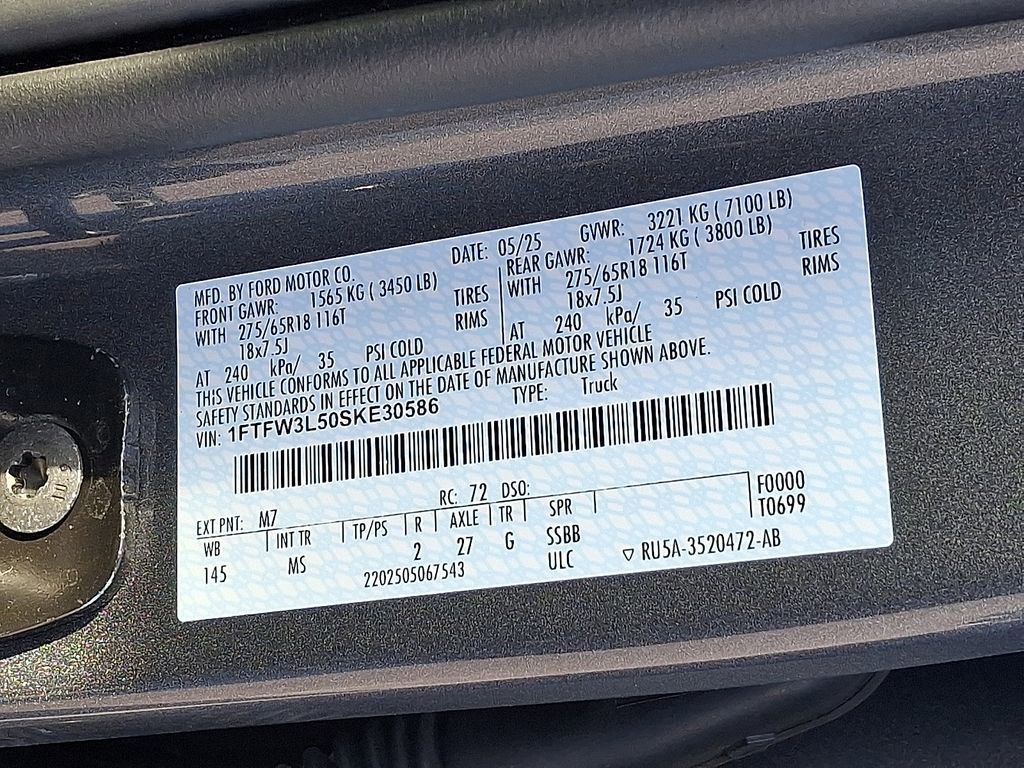 MFD. BY FORD MOTOR CO. DATE: 05/25 GVWR: 3221 KG ( 7100 LB)
FRONT GAWR: 1565 KG ( 3450 LB) REAR GAWR: 1724 KG ( 3800 LB)
WITH 275/65R18 116T TIRES WITH 275/65R18 116T TIRES
18x7.5J RIMS 18x7.5J RIMS
AT 240 kPa/ 35 PSI COLD AT 240 kPa/ 35 PSI COLD
THIS VEHICLE CONFORMS TO ALL APPLICABLE FEDERAL MOTOR VEHICLE
SAFETY STANDARDS IN EFFECT ON THE DATE OF MANUFACTURE SHOWN ABOVE.
VIN: 1FTFW3L50SKE30586 TYPE: Truck
EXT PNT: M7 RC: 72 DSO: F0000
WB INT TR TP/PS R AXLE TR SPR T0699
145 MS 2 27 G SSBB
2202505067543 ULC ▽ RU5A-3520472-AB